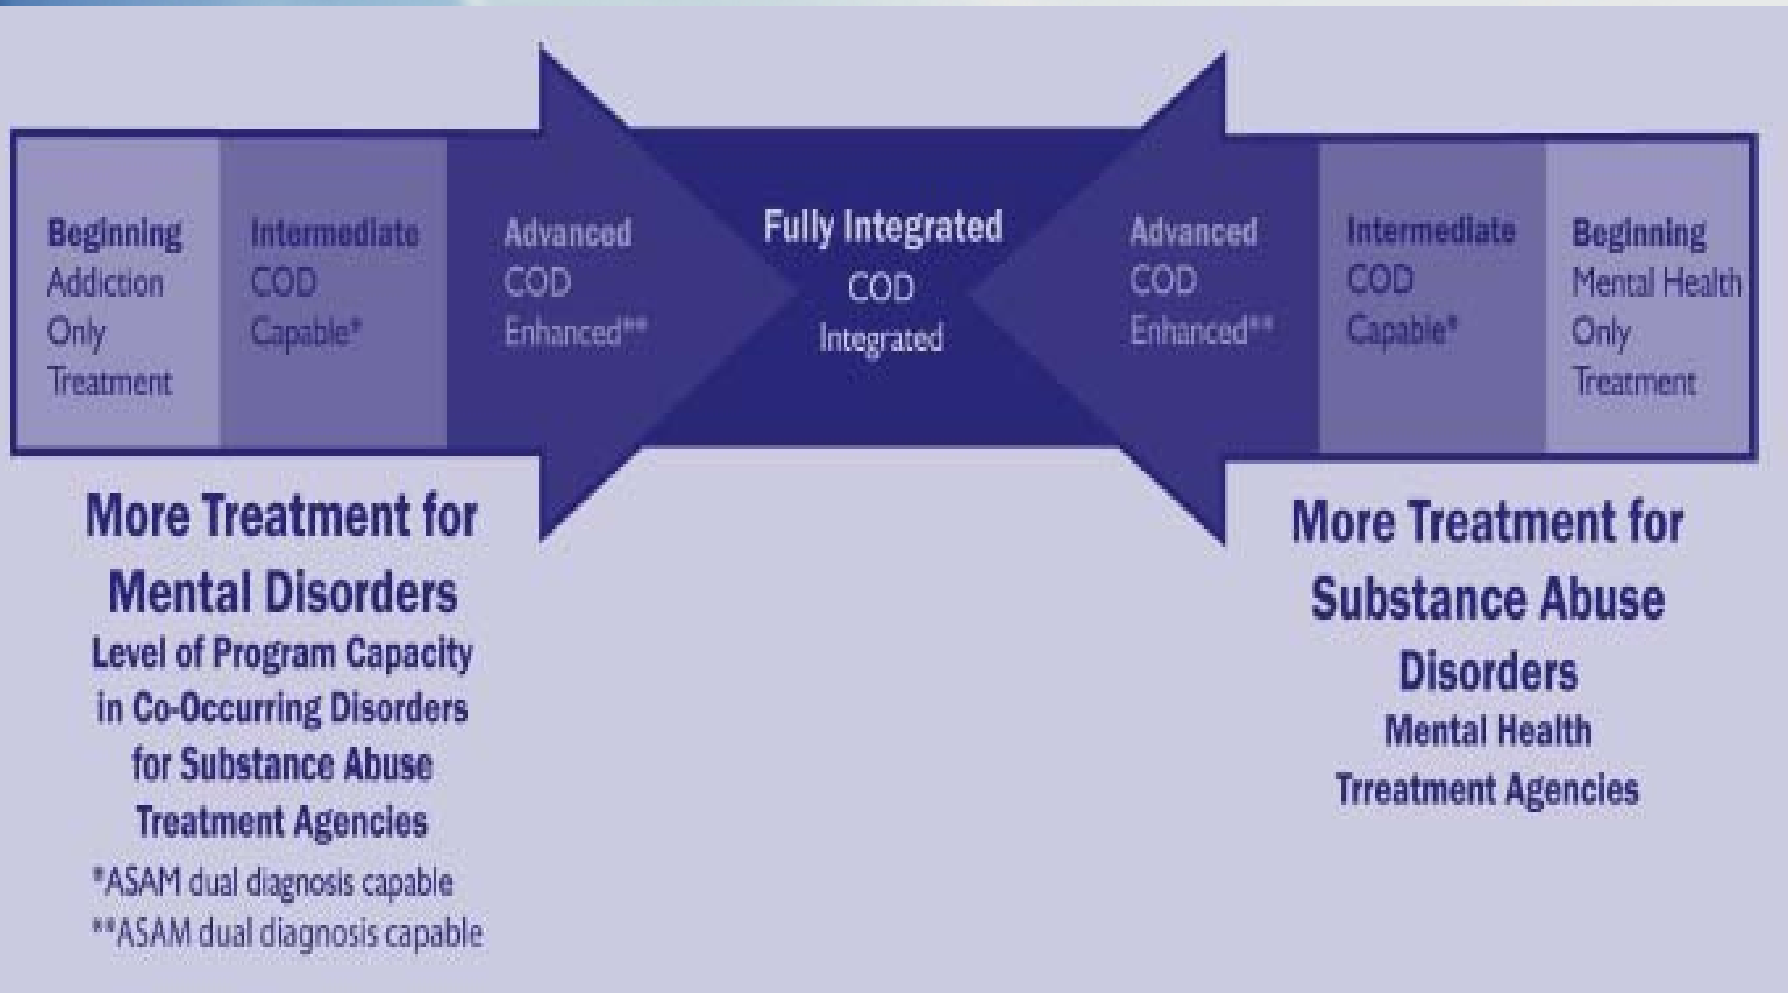 Beginning
Addiction
Only
Treatment
Intermediate
COD
Capable*
Advanced
COD
Enhanced**
Fully Integrated
COD
Integrated
Advanced
COD
Enhanced**
Intermediate
COD
Capable*
Beginning
Mental Health
Only
Treatment
More Treatment for
Mental Disorders
Level of Program Capacity
in Co-Occurring Disorders
for Substance Abuse
Treatment Agencies
*ASAM dual diagnosis capable
**ASAM dual diagnosis capable
More Treatment for
Substance Abuse
Disorders
Mental Health
Trreatment Agencies